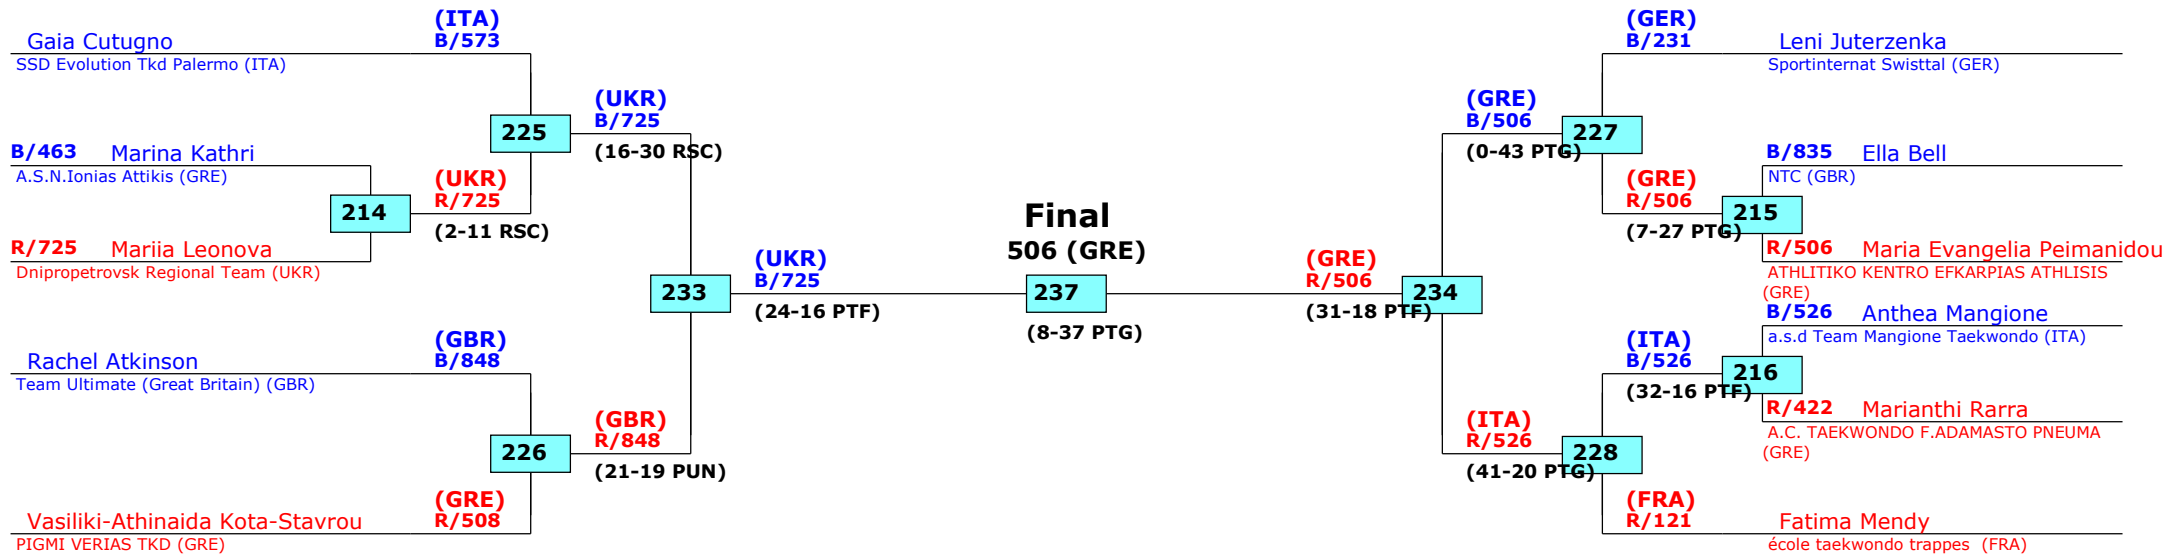 (ITA)
Gaia Cutugno B/573
SSD Evolution Tkd Palermo (ITA)
(UKR)
B/725
225
(16-30 RSC)
B/463 Marina Kathri
A.S.N.Ionias Attikis (GRE)
(UKR)
R/725
214
(2-11 RSC)
R/725 Mariia Leonova
Dnipropetrovsk Regional Team (UKR)
(UKR)
B/725
233
(24-16 PTF)
(GBR)
Rachel Atkinson B/848
Team Ultimate (Great Britain) (GBR)
(GBR)
R/848
226
(21-19 PUN)
(GRE)
Vasiliki-Athinaida Kota-Stavrou R/508
PIGMI VERIAS TKD (GRE)
Final
506 (GRE)
237
(8-37 PTG)
(GER)
B/231 Leni Juterzenka
Sportinternat Swisttal (GER)
(GRE)
B/506
227
(0-43 PTG)
B/835 Ella Bell
NTC (GBR)
(GRE)
R/506
215
(7-27 PTG)
R/506 Maria Evangelia Peimanidou
ATHLITIKO KENTRO EFKARPIAS ATHLISIS
(GRE)
(GRE)
R/506
234
(31-18 PTF)
B/526 Anthea Mangione
a.s.d Team Mangione Taekwondo (ITA)
(ITA)
B/526
216
(32-16 PTF)
R/422 Marianthi Rarra
A.C. TAEKWONDO F.ADAMASTO PNEUMA
(GRE)
(ITA)
R/526
228
(41-20 PTG)
(FRA)
R/121 Fatima Mendy
école taekwondo trappes (FRA)